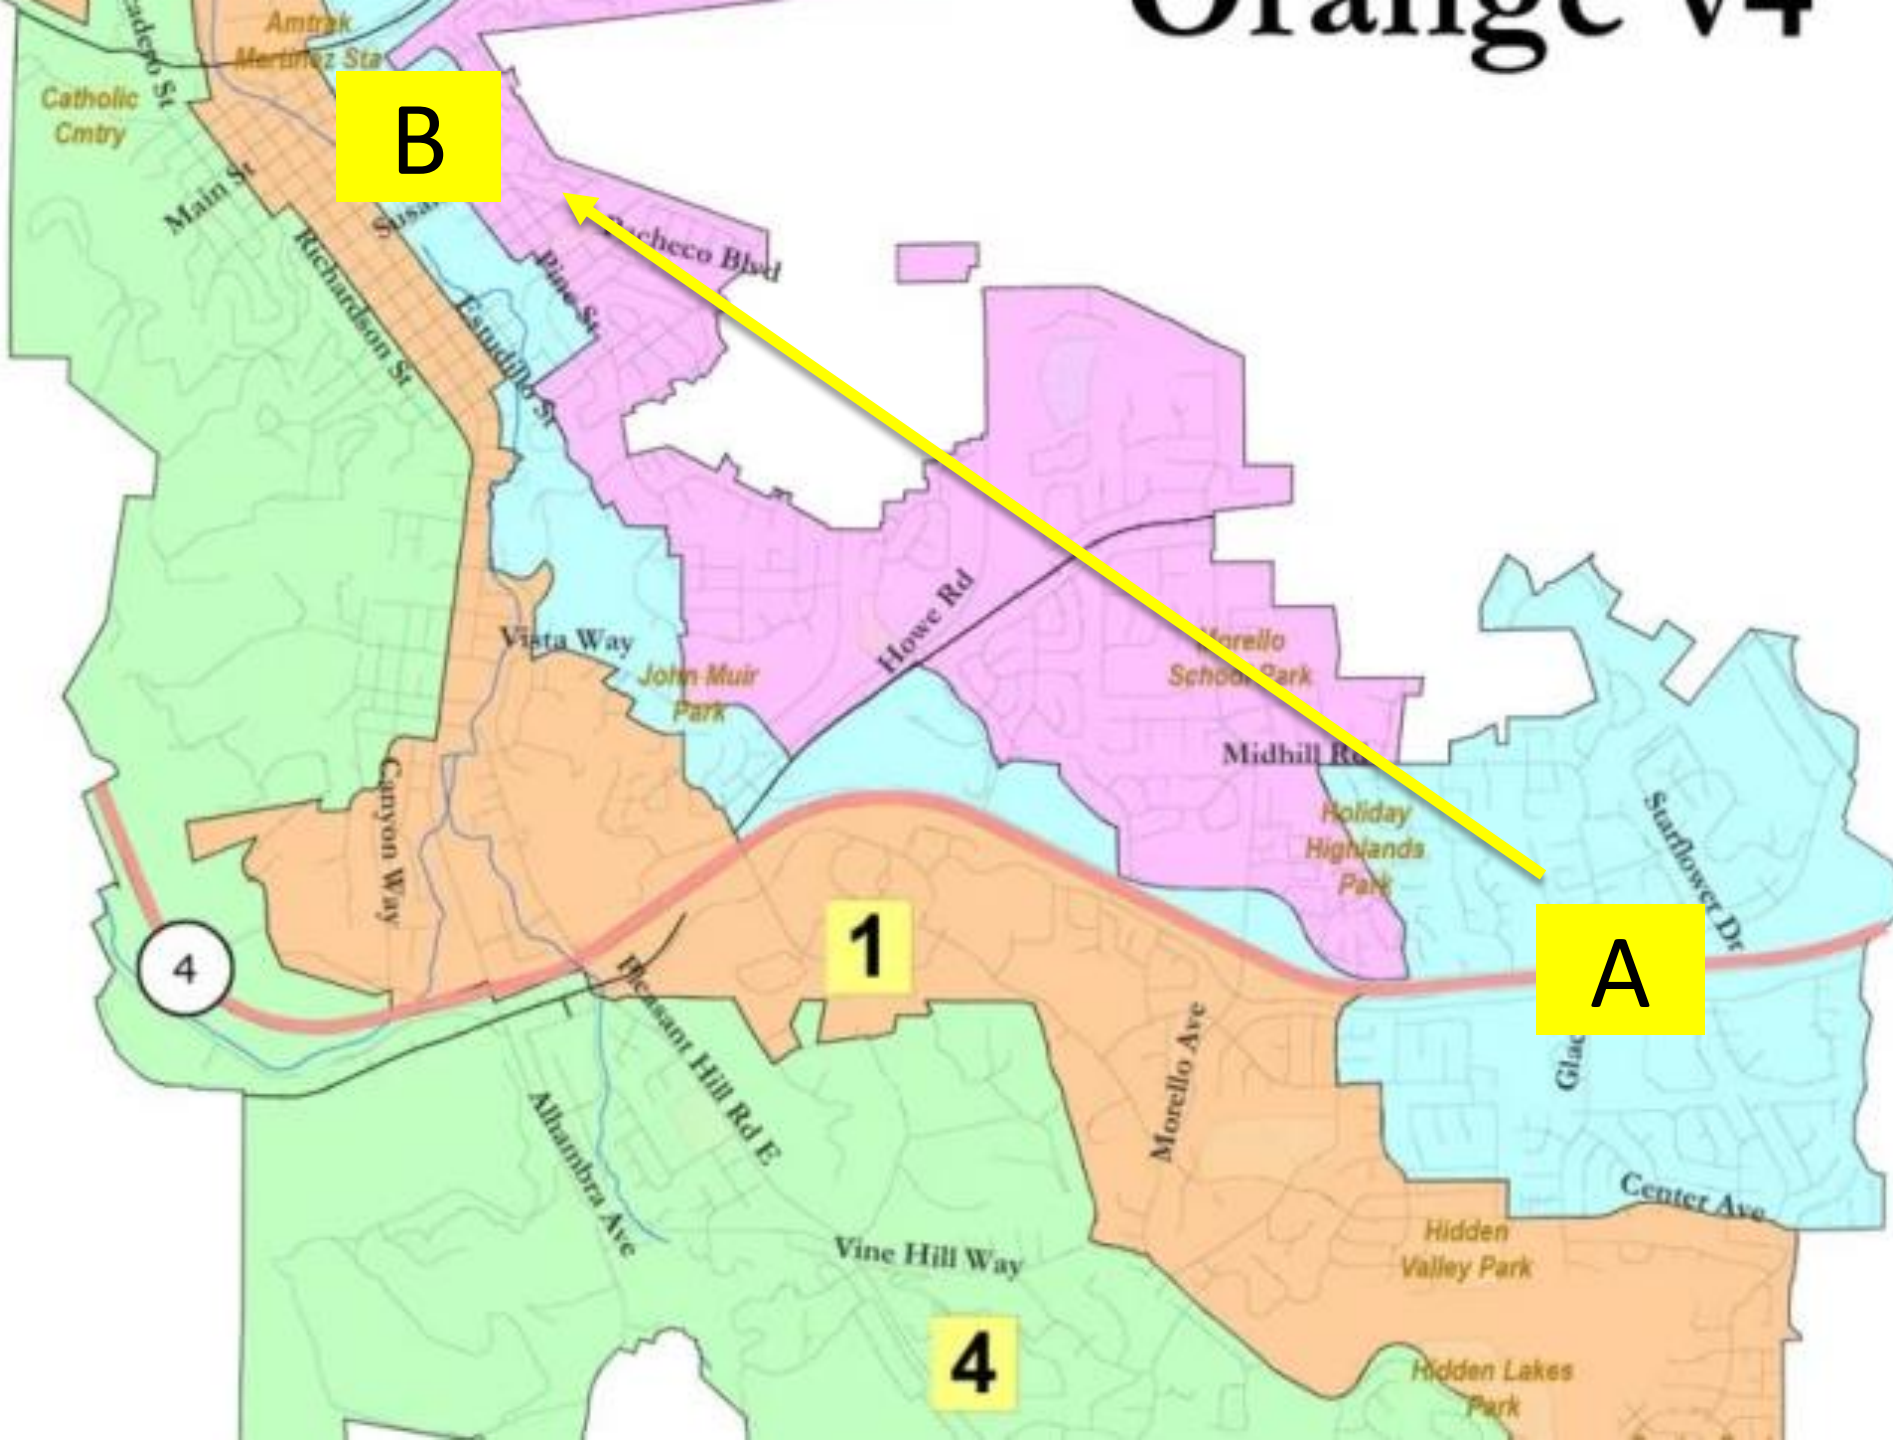 Orange v4
Amtrak
Martinez Sta
Catholic
Cmtry
B
Main St
Pacheco Blvd
Pine St
Richardson St
Estudillo St
Howe Rd
Vista Way
John Muir
Park
Morello
School Park
Midhill Rd
Holiday
Highlands
Park
Starflower Dr
Canyon Way
1
4
A
Pleasant Hill Rd E
Morello Ave
Alhambra Ave
Center Ave
Vine Hill Way
Hidden
Valley Park
4
Hidden Lakes
Park